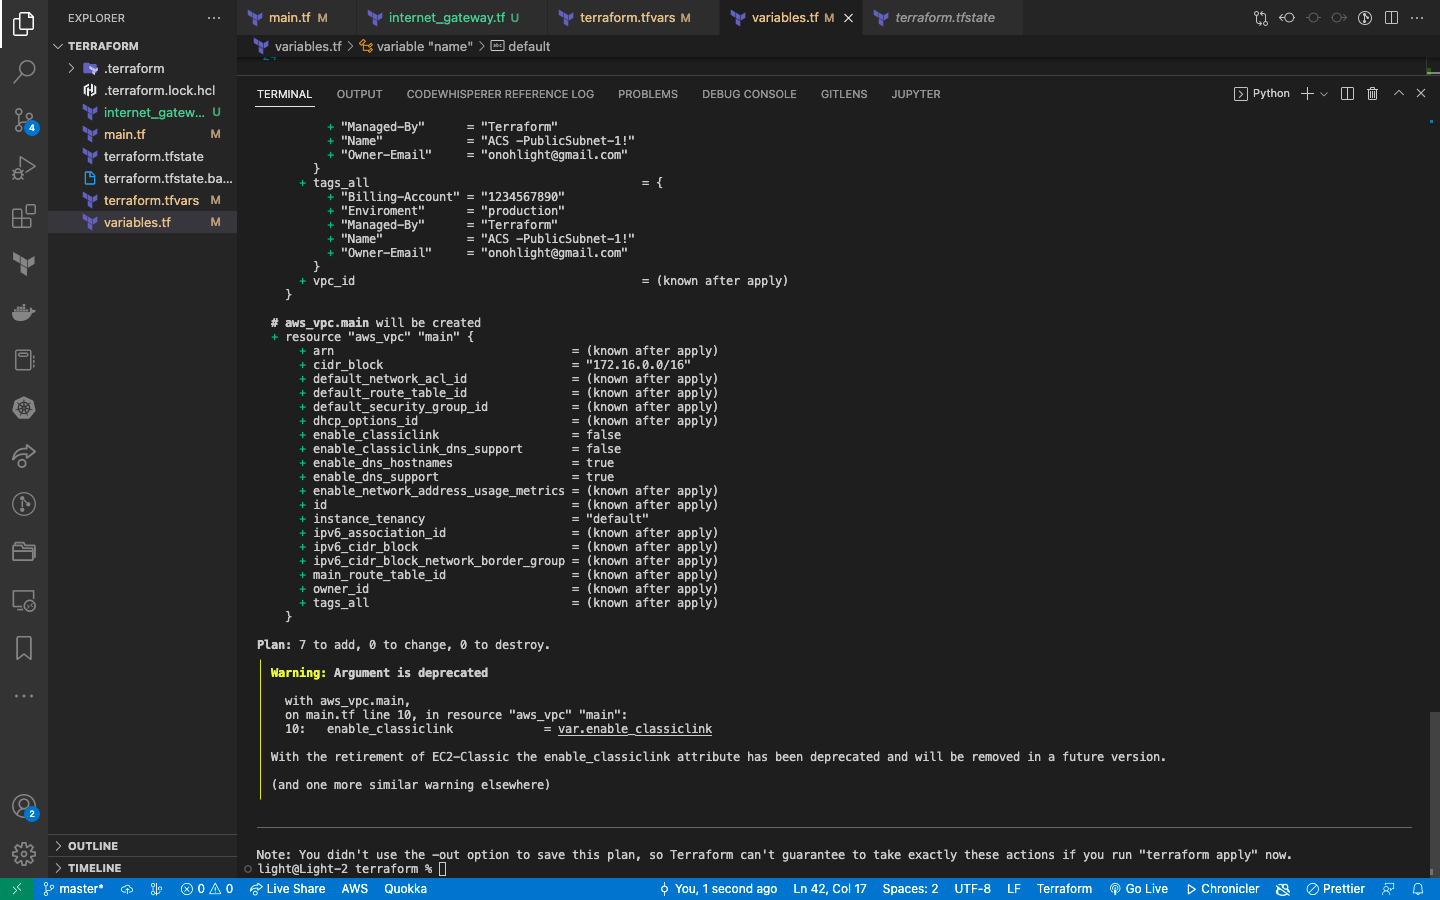 EXPLORER
TERRAFORM
.terraform
.terraform.lock.hcl
internet_gatew... U
main.tf M
terraform.tfstate
terraform.tfstate.ba...
terraform.tfvars M
variables.tf M
OUTLINE
TIMELINE
4
2
main.tf M
internet_gateway.tf U
terraform.tfvars M
variables.tf M
terraform.tfstate
variables.tf > variable "name" > abc default
24
TERMINAL OUTPUT CODEWHISPERER REFERENCE LOG PROBLEMS DEBUG CONSOLE GITLENS JUPYTER Python
+ "Managed-By" = "Terraform"
+ "Name" = "ACS -PublicSubnet-1!"
+ "Owner-Email" = "onohlight@gmail.com"
}
+ tags_all = {
+ "Billing-Account" = "1234567890"
+ "Enviroment" = "production"
+ "Managed-By" = "Terraform"
+ "Name" = "ACS -PublicSubnet-1!"
+ "Owner-Email" = "onohlight@gmail.com"
}
+ vpc_id = (known after apply)
}
# aws_vpc.main will be created
+ resource "aws_vpc" "main" {
+ arn = (known after apply)
+ cidr_block = "172.16.0.0/16"
+ default_network_acl_id = (known after apply)
+ default_route_table_id = (known after apply)
+ default_security_group_id = (known after apply)
+ dhcp_options_id = (known after apply)
+ enable_classiclink = false
+ enable_classiclink_dns_support = false
+ enable_dns_hostnames = true
+ enable_dns_support = true
+ enable_network_address_usage_metrics = (known after apply)
+ id = (known after apply)
+ instance_tenancy = "default"
+ ipv6_association_id = (known after apply)
+ ipv6_cidr_block = (known after apply)
+ ipv6_cidr_block_network_border_group = (known after apply)
+ main_route_table_id = (known after apply)
+ owner_id = (known after apply)
+ tags_all = (known after apply)
}
Plan: 7 to add, 0 to change, 0 to destroy.
Warning: Argument is deprecated
with aws_vpc.main,
on main.tf line 10, in resource "aws_vpc" "main":
10: enable_classiclink = var.enable_classiclink
With the retirement of EC2-Classic the enable_classiclink attribute has been deprecated and will be removed in a future version.
(and one more similar warning elsewhere)
Note: You didn't use the -out option to save this plan, so Terraform can't guarantee to take exactly these actions if you run "terraform apply" now.
light@Light-2 terraform %
master* 0 0 Live Share AWS Quokka You, 1 second ago Ln 42, Col 17 Spaces: 2 UTF-8 LF Terraform Go Live Chronicler Prettier